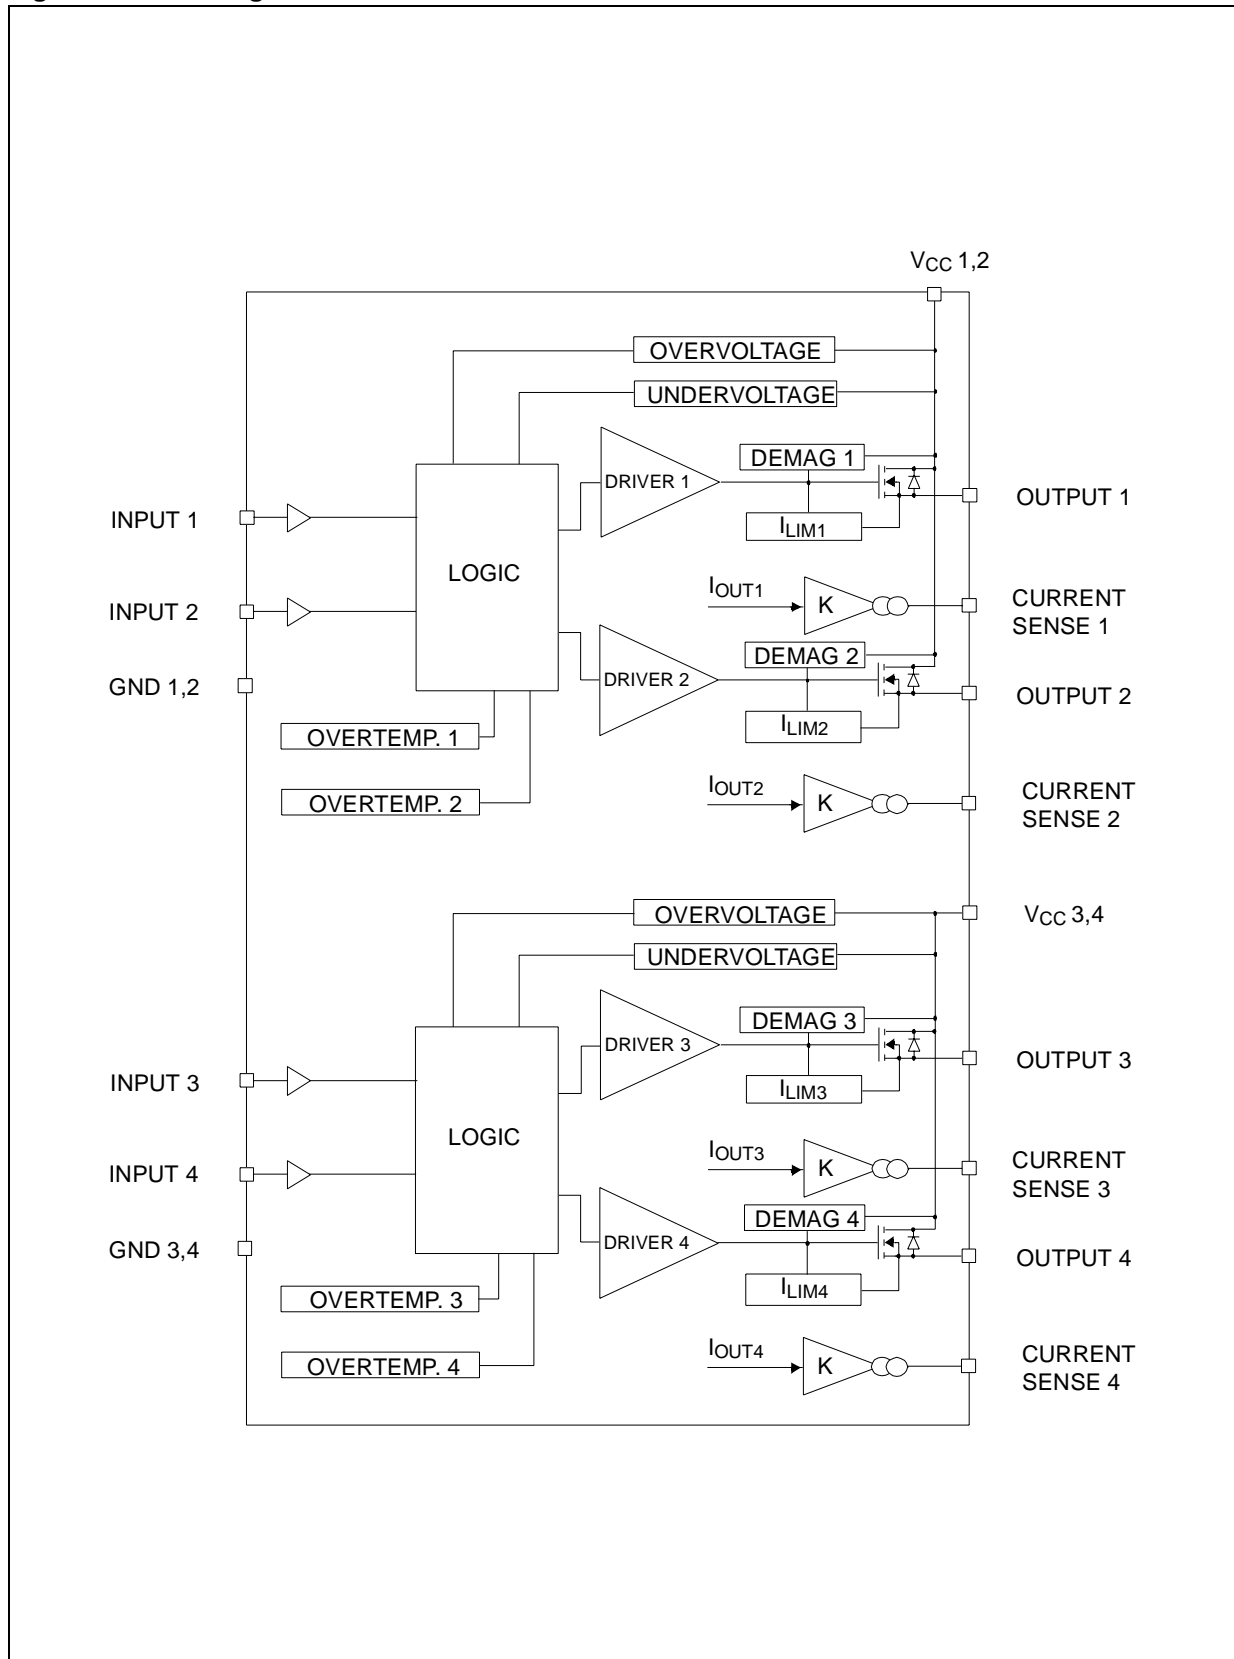 VCC 1,2
OVERVOLTAGE
UNDERVOLTAGE
DEMAG 1
DRIVER 1
OUTPUT 1
INPUT 1
ILIM1
LOGIC
IOUT1
K
CURRENT
SENSE 1
INPUT 2
DEMAG 2
DRIVER 2
GND 1,2
OUTPUT 2
ILIM2
OVERTEMP. 1
IOUT2
K
CURRENT
SENSE 2
OVERTEMP. 2
OVERVOLTAGE
VCC 3,4
UNDERVOLTAGE
DEMAG 3
DRIVER 3
OUTPUT 3
INPUT 3
ILIM3
LOGIC
IOUT3
K
CURRENT
SENSE 3
INPUT 4
DEMAG 4
DRIVER 4
GND 3,4
OUTPUT 4
ILIM4
OVERTEMP. 3
IOUT4
K
CURRENT
SENSE 4
OVERTEMP. 4